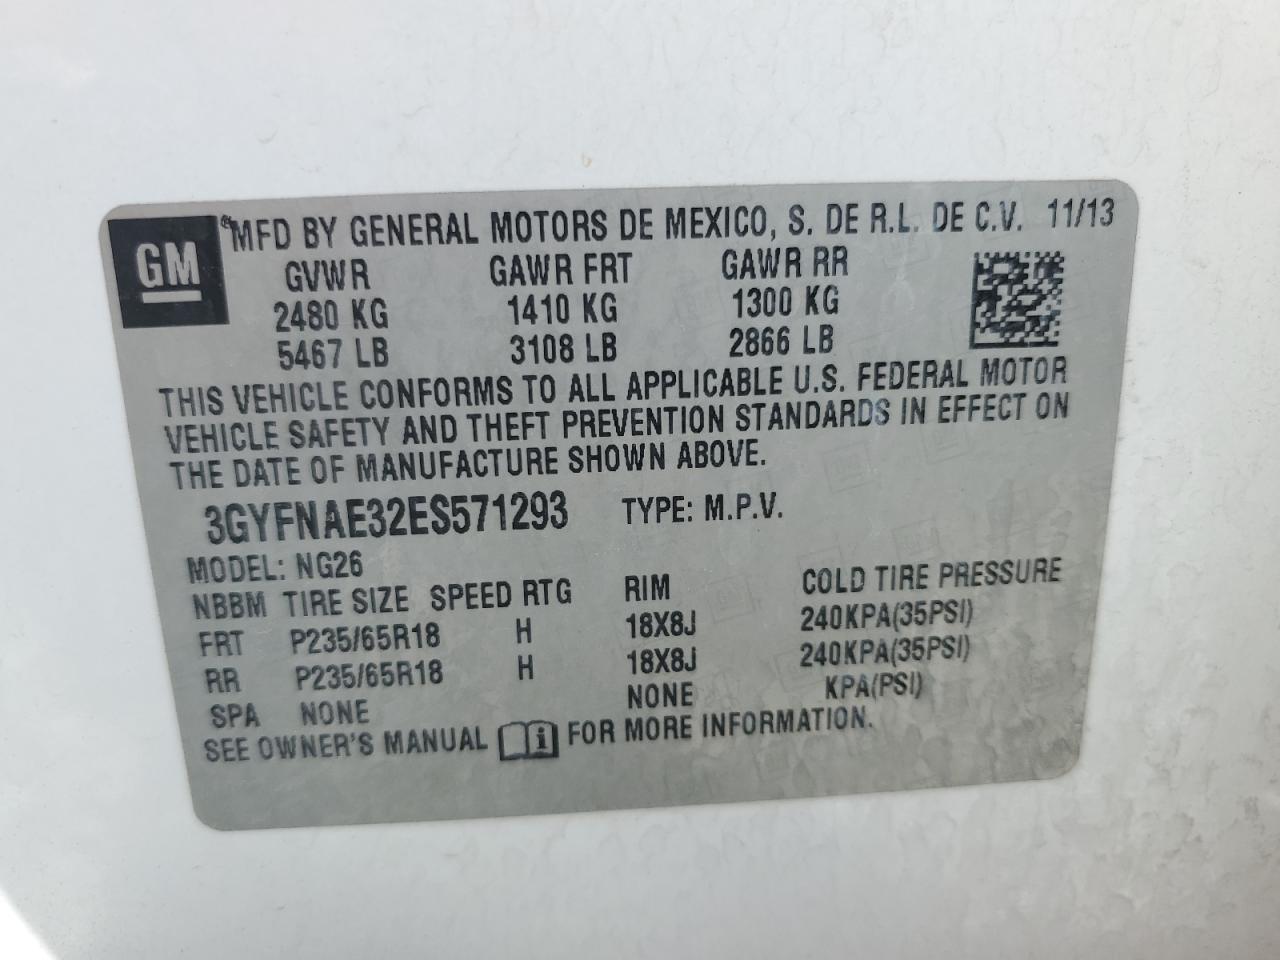 GM
MFD BY GENERAL MOTORS DE MEXICO, S. DE R.L. DE C.V. 11/13
GVWR GAWR FRT GAWR RR
2480 KG 1410 KG 1300 KG
5467 LB 3108 LB 2866 LB
THIS VEHICLE CONFORMS TO ALL APPLICABLE U.S. FEDERAL MOTOR
VEHICLE SAFETY AND THEFT PREVENTION STANDARDS IN EFFECT ON
THE DATE OF MANUFACTURE SHOWN ABOVE.
3GYFNAE32ES571293 TYPE: M.P.V.
MODEL: NG26
NBBM TIRE SIZE SPEED RTG RIM COLD TIRE PRESSURE
FRT P235/65R18 H 18X8J 240KPA(35PSI)
RR P235/65R18 H 18X8J 240KPA(35PSI)
SPA NONE NONE KPA(PSI)
SEE OWNER'S MANUAL i FOR MORE INFORMATION.